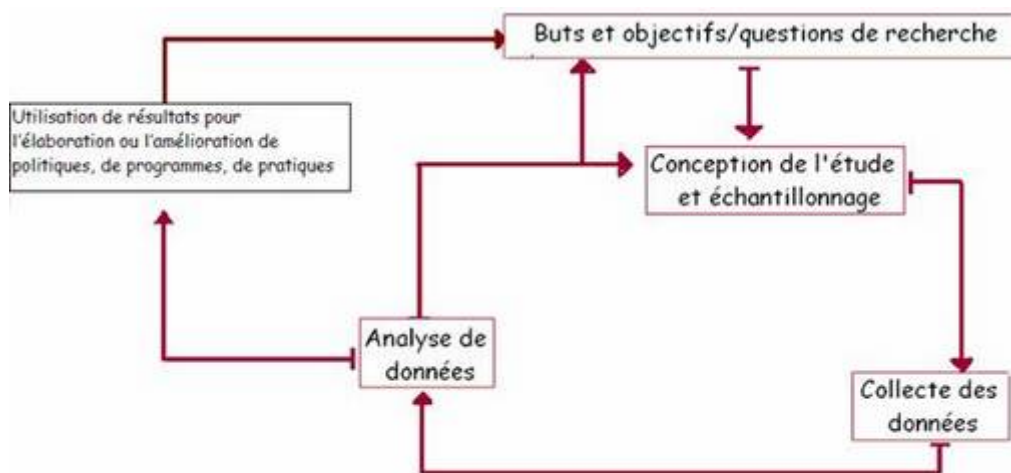 Buts et objectifs/questions de recherche
Utilisation de résultats pour
l'élaboration ou l'amélioration de
politiques, de programmes, de pratiques
Conception de l'étude
et échantillonnage
Analyse de
données
Collecte des
données